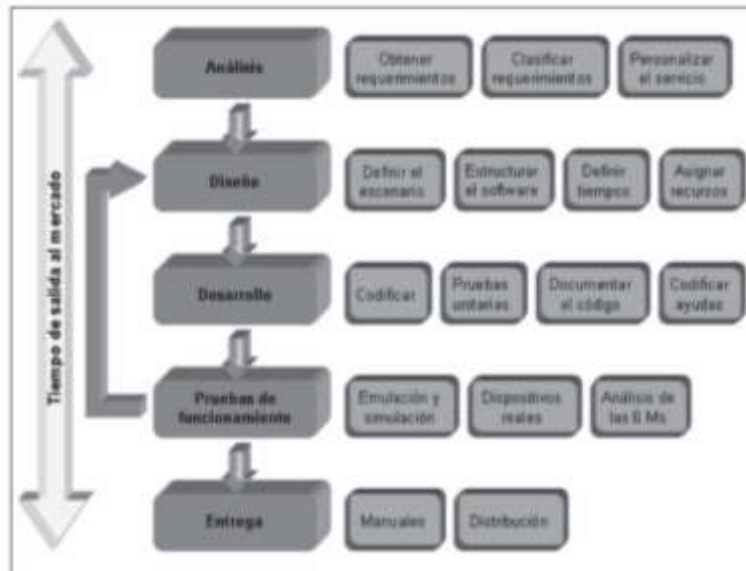 Tiempo de salida al mercado
Análisis
Obtener
requerimientos
Clasificar
requerimientos
Personalizar
el servicio
Diseño
Definir el
escenario
Estructurar
el software
Definir
tiempos
Asignar
recursos
Desarrollo
Codificar
Pruebas
unitarias
Documentar
el código
Codificar
ayudas
Pruebas de
funcionamiento
Emulación y
simulación
Dispositivos
reales
Análisis de
las 6 Ms
Entrega
Manuales
Distribución